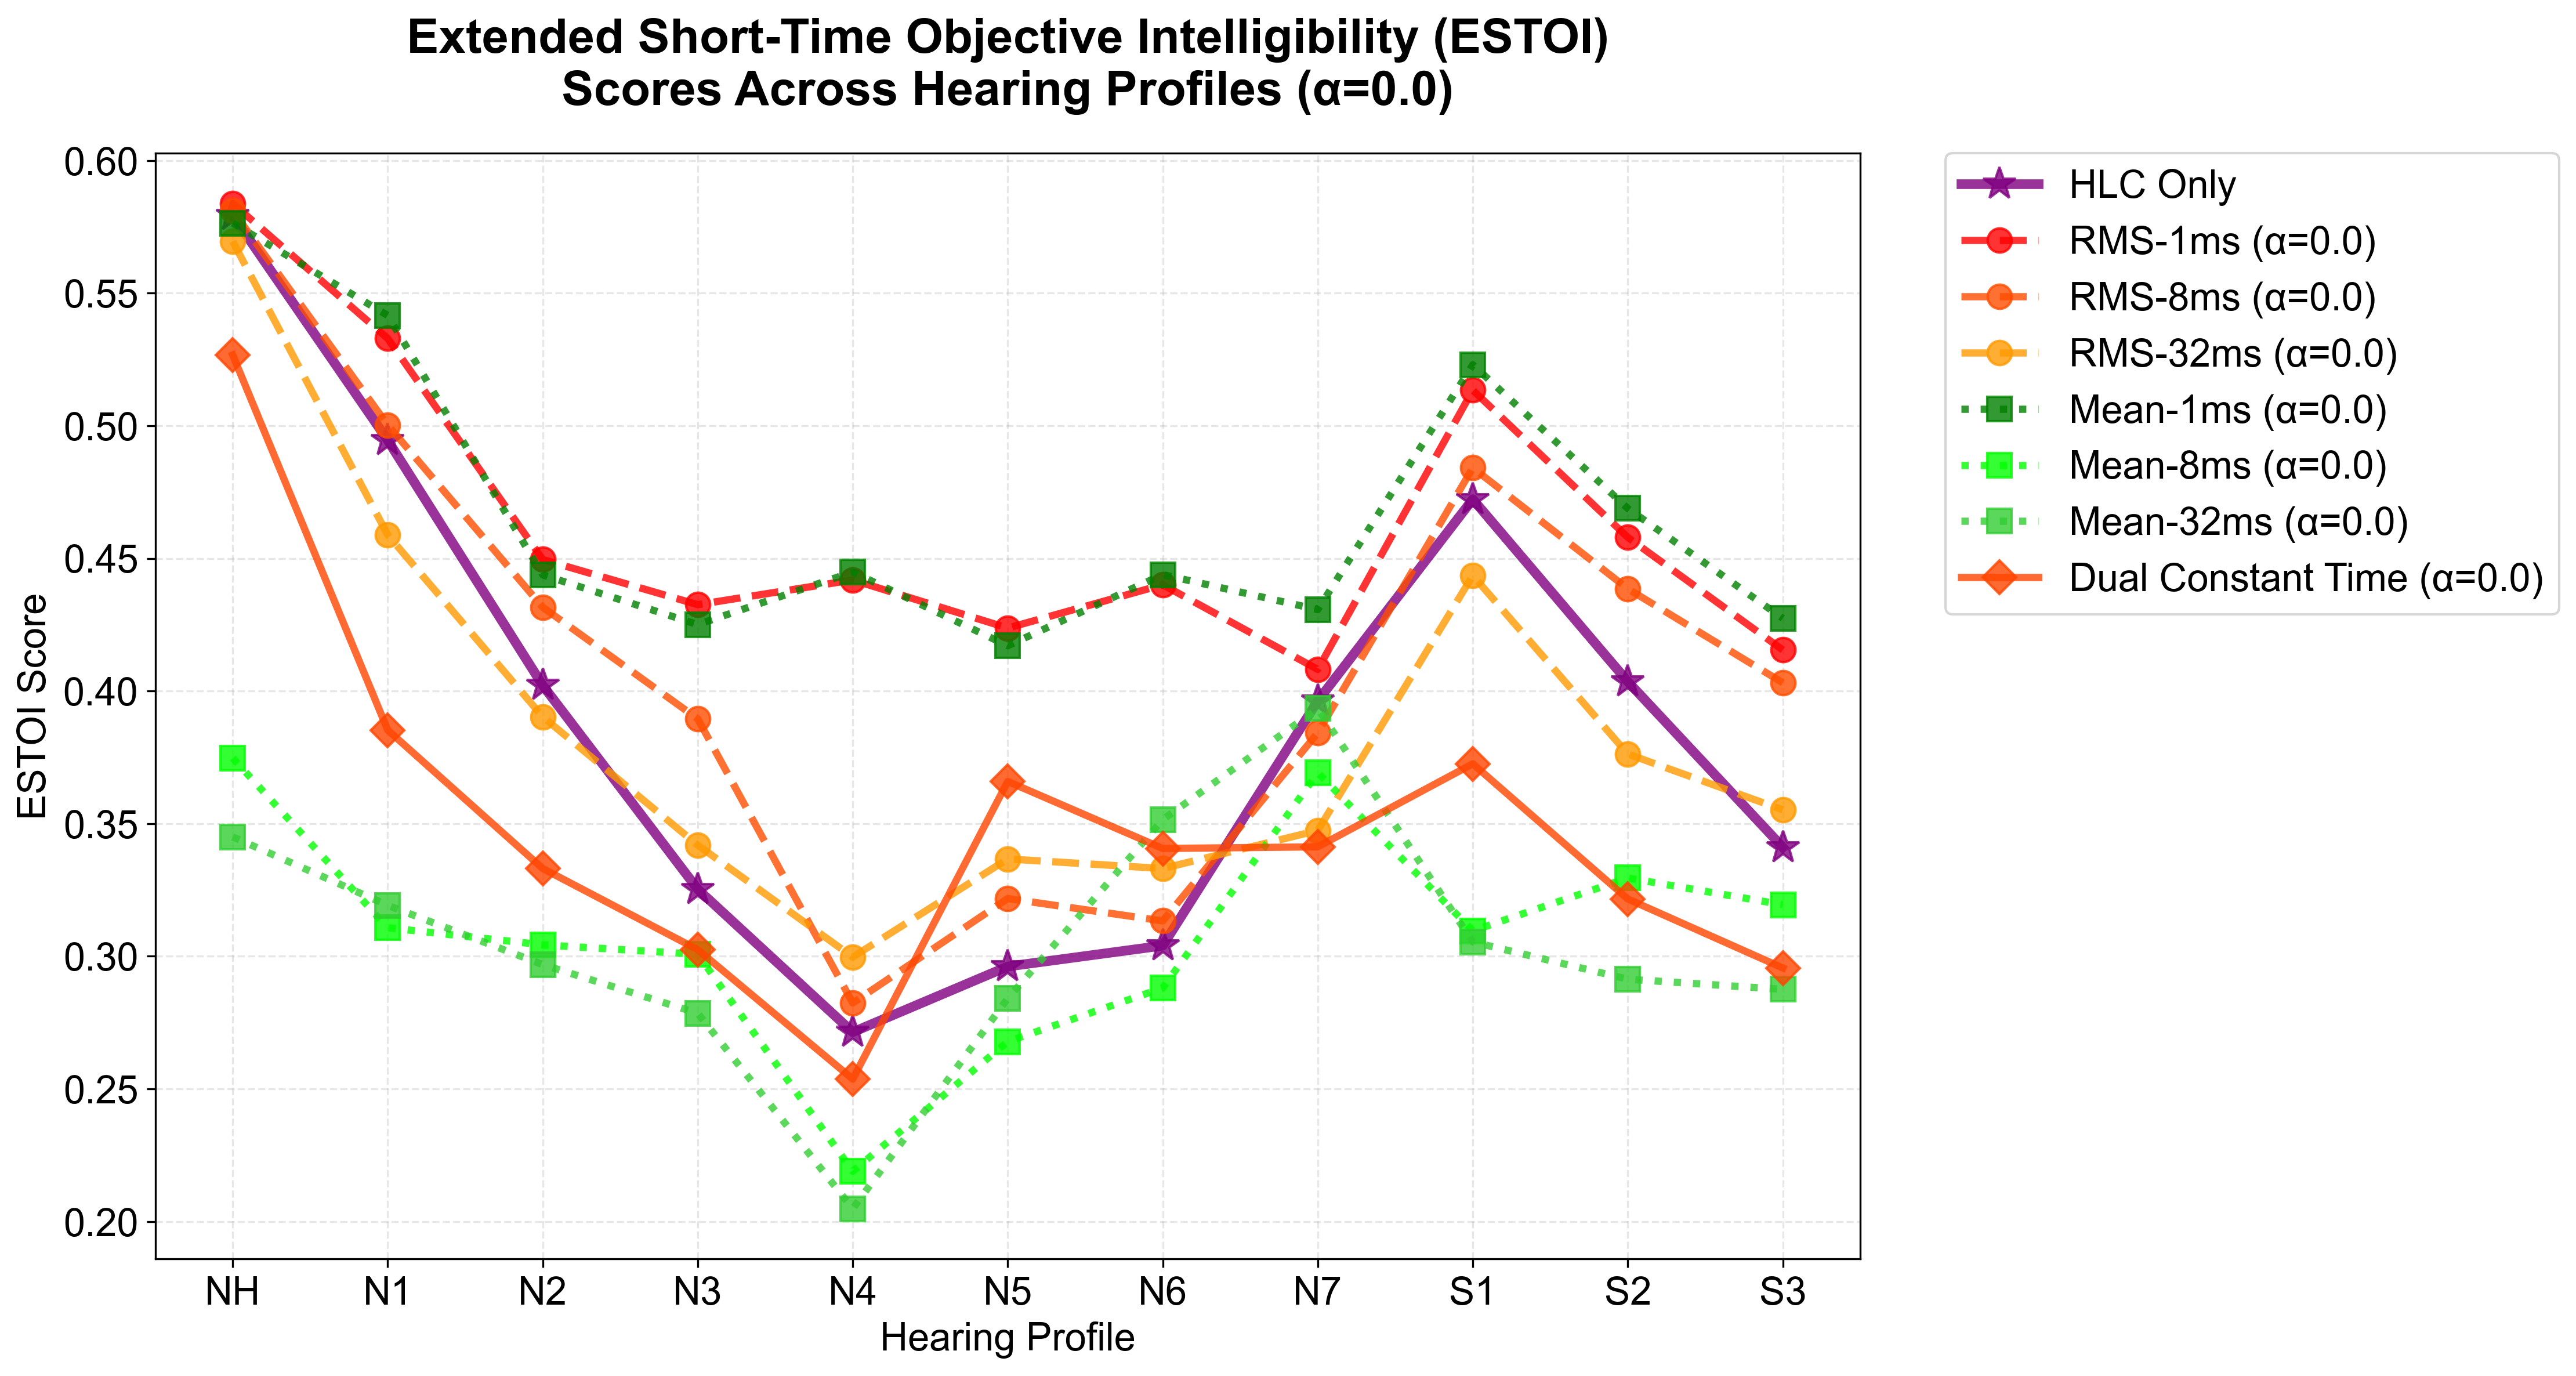 Extended Short-Time Objective Intelligibility (ESTOI)
Scores Across Hearing Profiles (α=0.0)
ESTOI Score
0.60
0.55
0.50
0.45
0.40
0.35
0.30
0.25
0.20
NH N1 N2 N3 N4 N5 N6 N7 S1 S2 S3
Hearing Profile
HLC Only
RMS-1ms (α=0.0)
RMS-8ms (α=0.0)
RMS-32ms (α=0.0)
Mean-1ms (α=0.0)
Mean-8ms (α=0.0)
Mean-32ms (α=0.0)
Dual Constant Time (α=0.0)